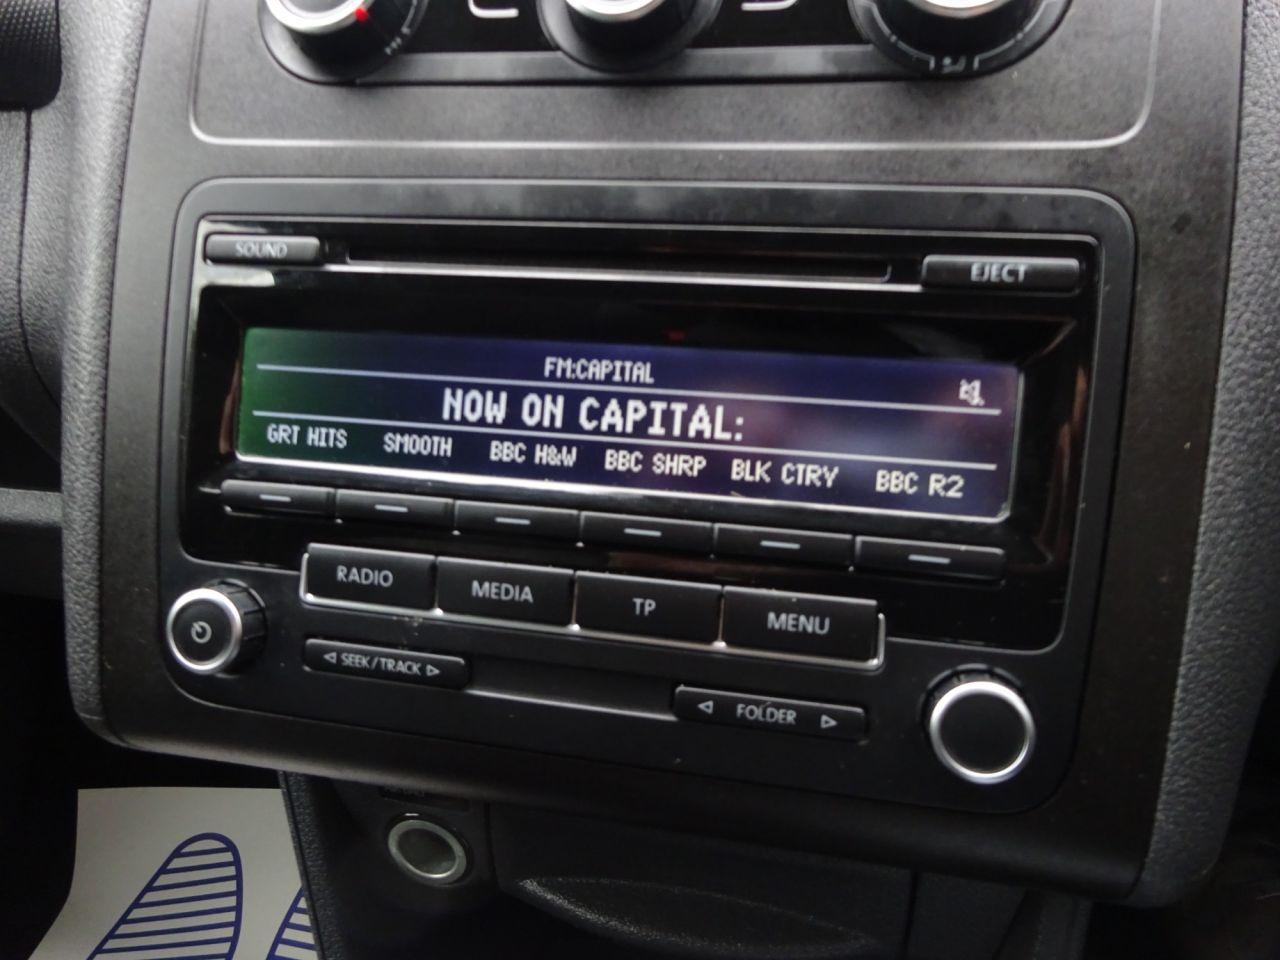 SOUND
EJECT
FM:CAPITAL
NOW ON CAPITAL:
GRT HITS SMOOTH BBC H&W BBC SHRP BLK CTRY BBC R2
RADIO MEDIA TP MENU
SEEK/TRACK
FOLDER